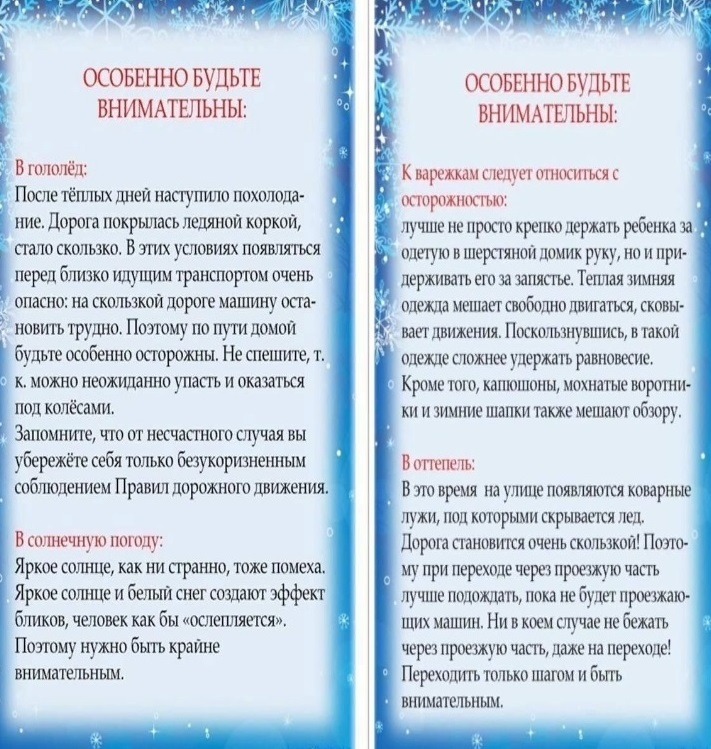 ОСОБЕННО БУДЬТЕ
ВНИМАТЕЛЬНЫ:
В гололёд:
После тёплых дней наступило похолода-
ние. Дорога покрылась ледяной коркой,
стало скользко. В этих условиях появляться
перед близко идущим транспортом очень
опасно: на скользкой дороге машину оста-
новить трудно. Поэтому по пути домой
будьте особенно осторожны. Не спешите, т.
к. можно неожиданно упасть и оказаться
под колёсами.
Запомните, что от несчастного случая вы
убережёте себя только безукоризненным
соблюдением Правил дорожного движения.
В солнечную погоду:
Яркое солнце, как ни странно, тоже помеха.
Яркое солнце и белый снег создают эффект
бликов, человек как бы «ослепляется».
Поэтому нужно быть крайне
внимательным.
ОСОБЕННО БУДЬТЕ
ВНИМАТЕЛЬНЫ:
К варежкам следует относиться с
осторожностью:
лучше не просто крепко держать ребенка за
одетую в шерстяной домик руку, но и при-
держивать его за запястье. Теплая зимняя
одежда мешает свободно двигаться, сковы-
вает движения. Поскользнувшись, в такой
одежде сложнее удержать равновесие.
Кроме того, капюшоны, мохнатые воротни-
ки и зимние шапки также мешают обзору.
В оттепель:
В это время на улице появляются коварные
лужи, под которыми скрывается лед.
Дорога становится очень скользкой! Поэто-
му при переходе через проезжую часть
лучше подождать, пока не будет проезжаю-
щих машин. Ни в коем случае не бежать
через проезжую часть, даже на переходе!
Переходить только шагом и быть
внимательным.